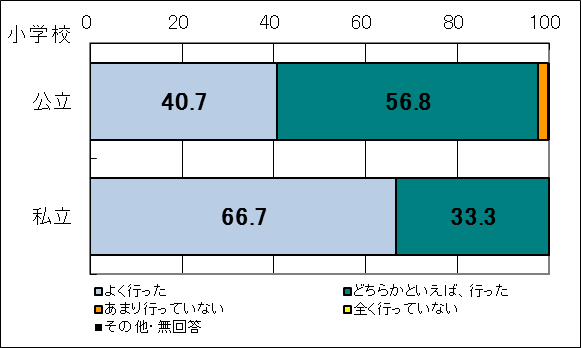 0 20 40 60 80 100
小学校
公立 40.7 56.8
私立 66.7 33.3
よく行った どちらかといえば、行った
あまり行っていない 全く行っていない
その他・無回答